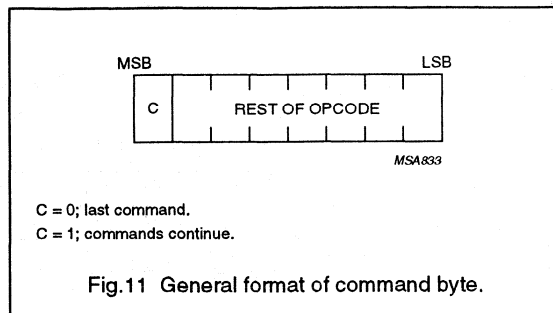 MSB LSB
C REST OF OPCODE
MSA833
C = 0; last command.
C = 1; commands continue.
Fig.11 General format of command byte.